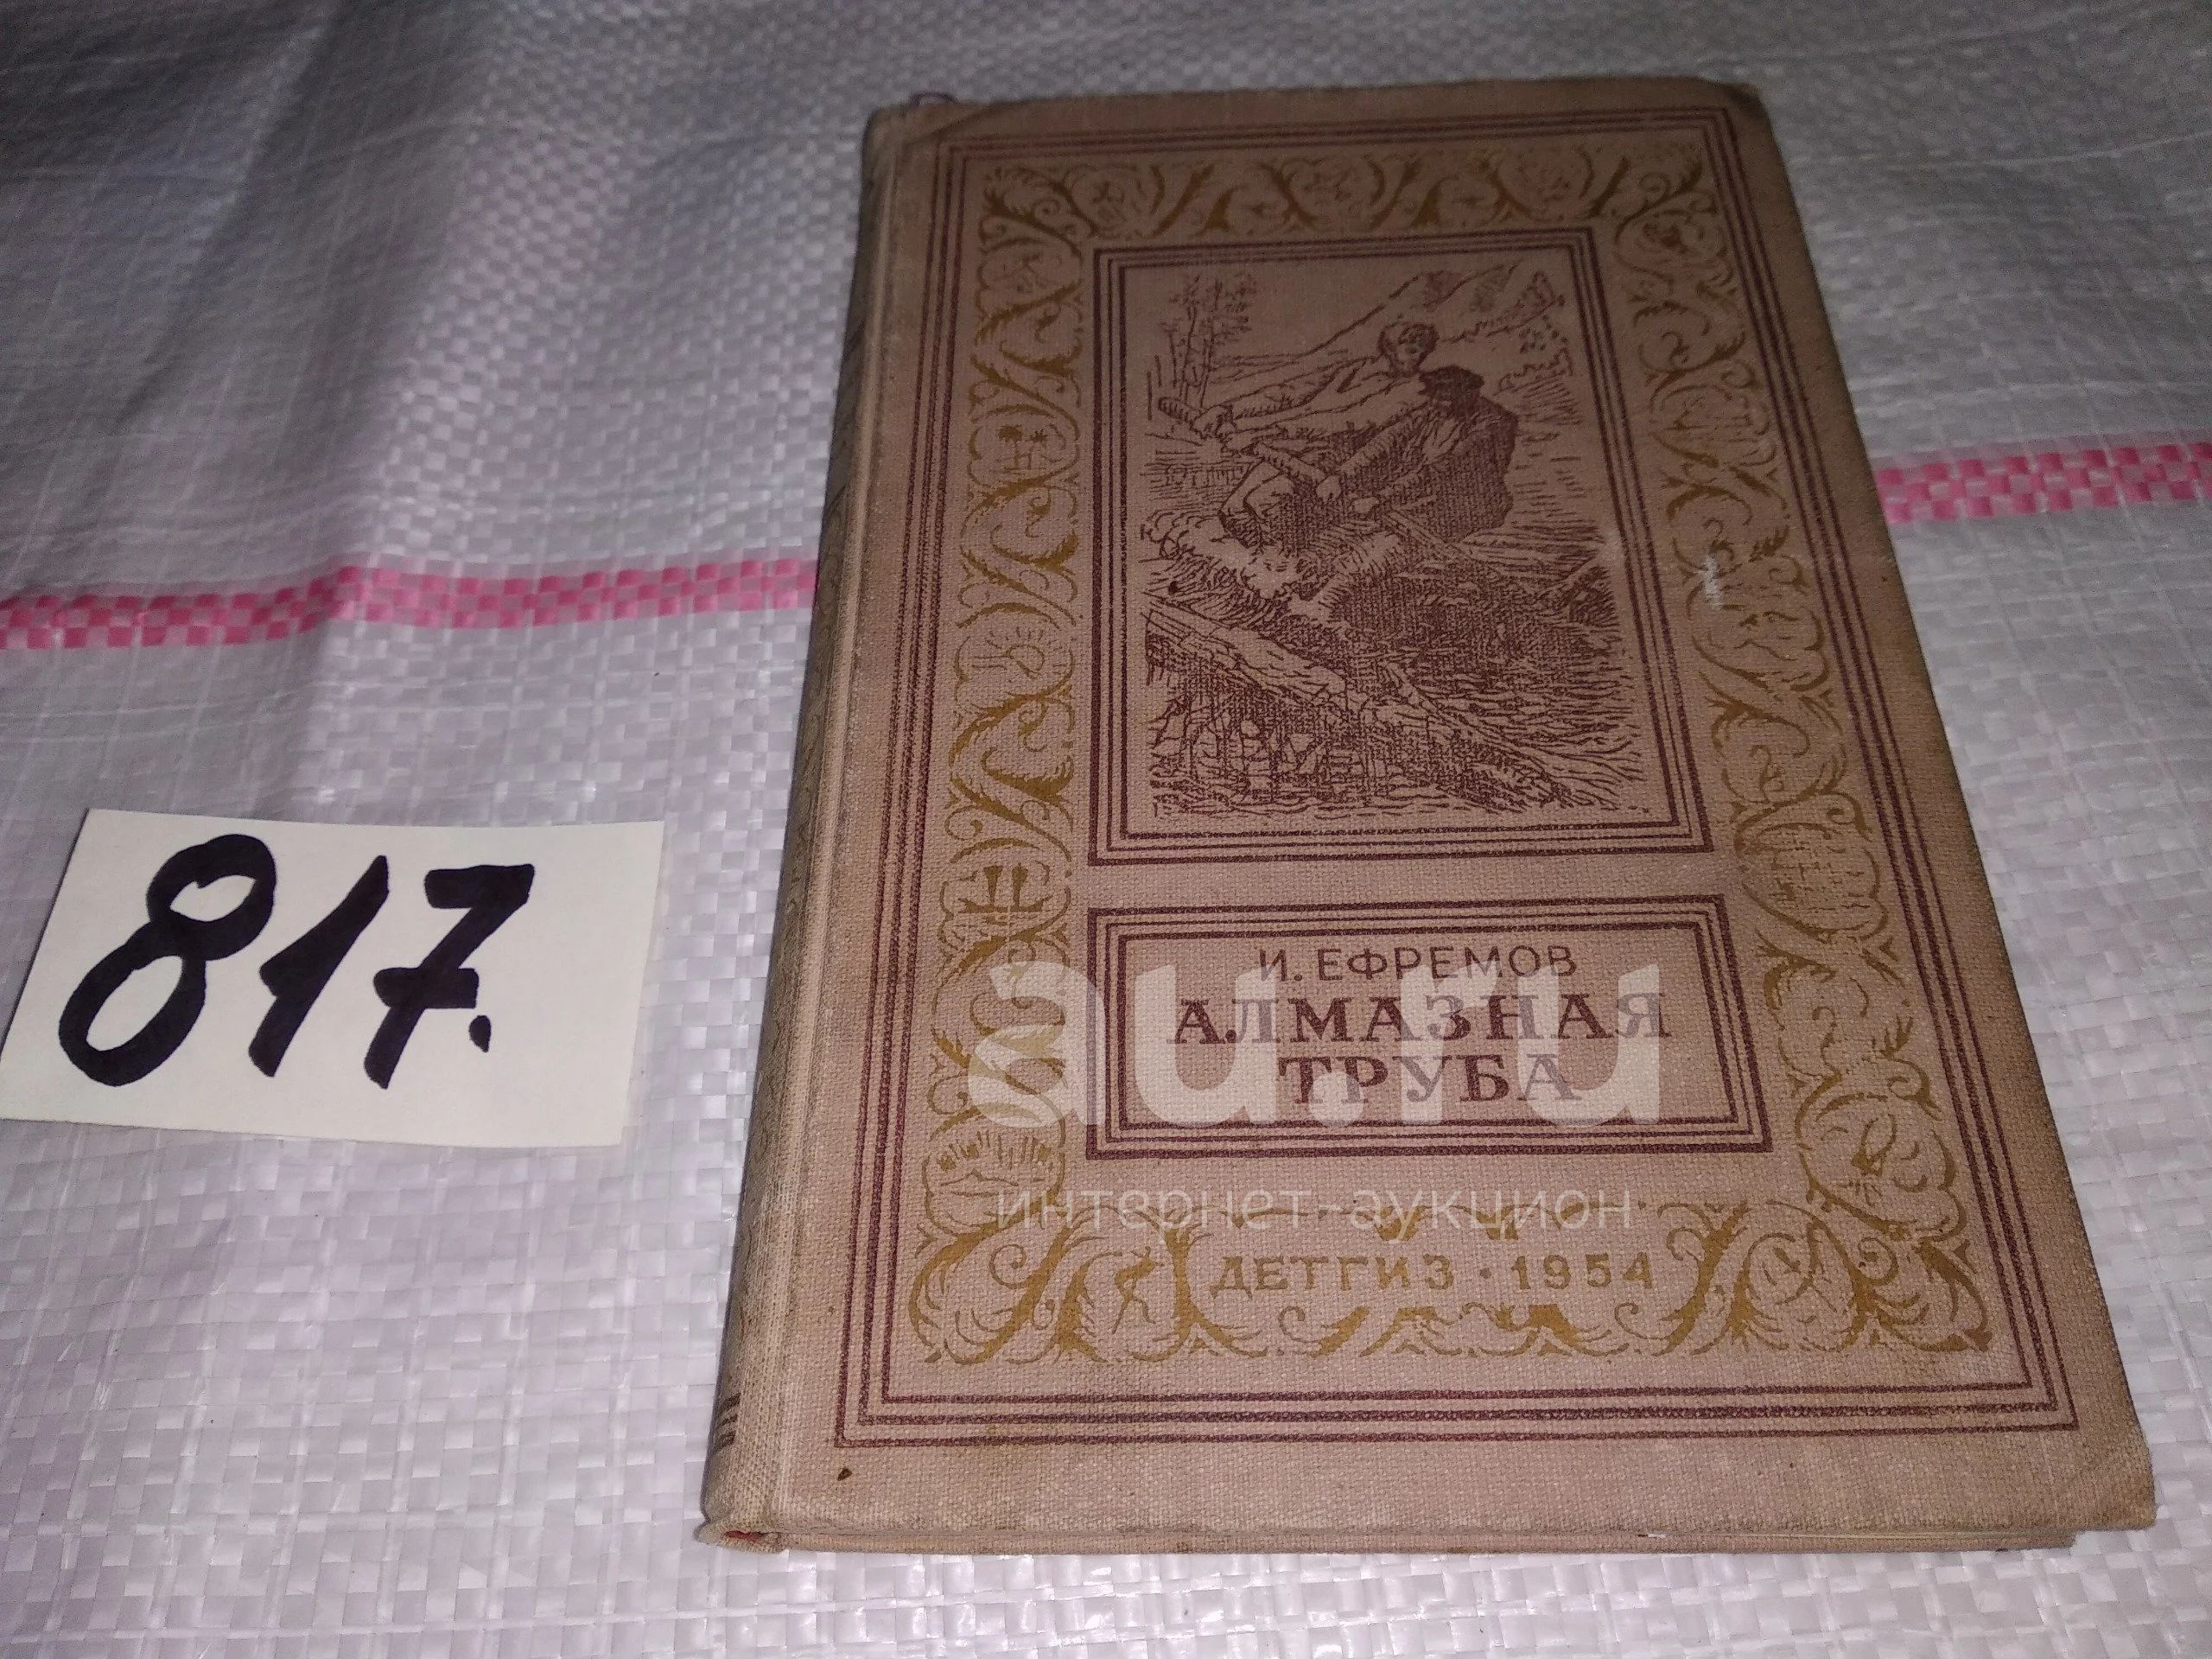 817.
И. ЕФРЕМОВ
АЛМАЗНАЯ
ТРУБА
au.ru
интернет-аукцион
ДЕТГИЗ · 1954